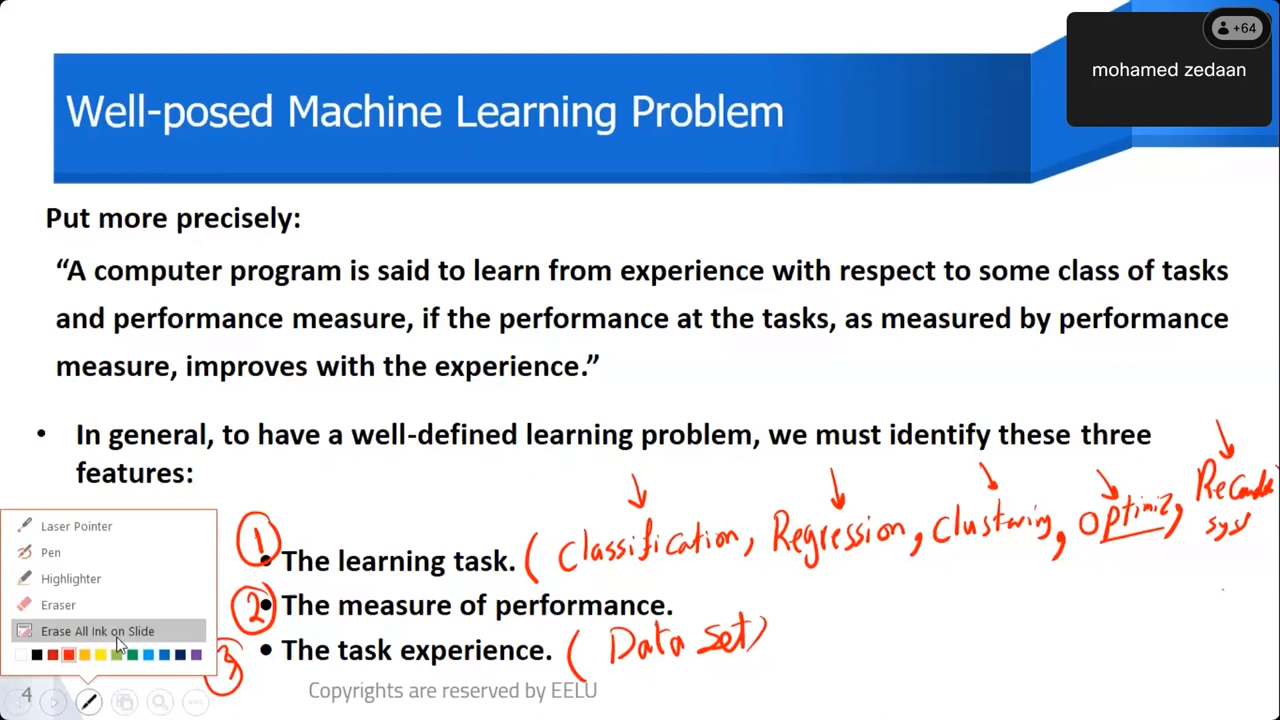 +64
mohamed zedaan
Well-posed Machine Learning Problem
Put more precisely:
“A computer program is said to learn from experience with respect to some class of tasks
and performance measure, if the performance at the tasks, as measured by performance
measure, improves with the experience.”
• In general, to have a well-defined learning problem, we must identify these three
features:
1
• The learning task. (Classification, Regression, Clustering, Optimiz,
2
• The measure of performance.
3
• The task experience. (Data set)
Laser Pointer
Pen
Highlighter
Eraser
Erase All Ink on Slide
4
Copyrights are reserved by EELU